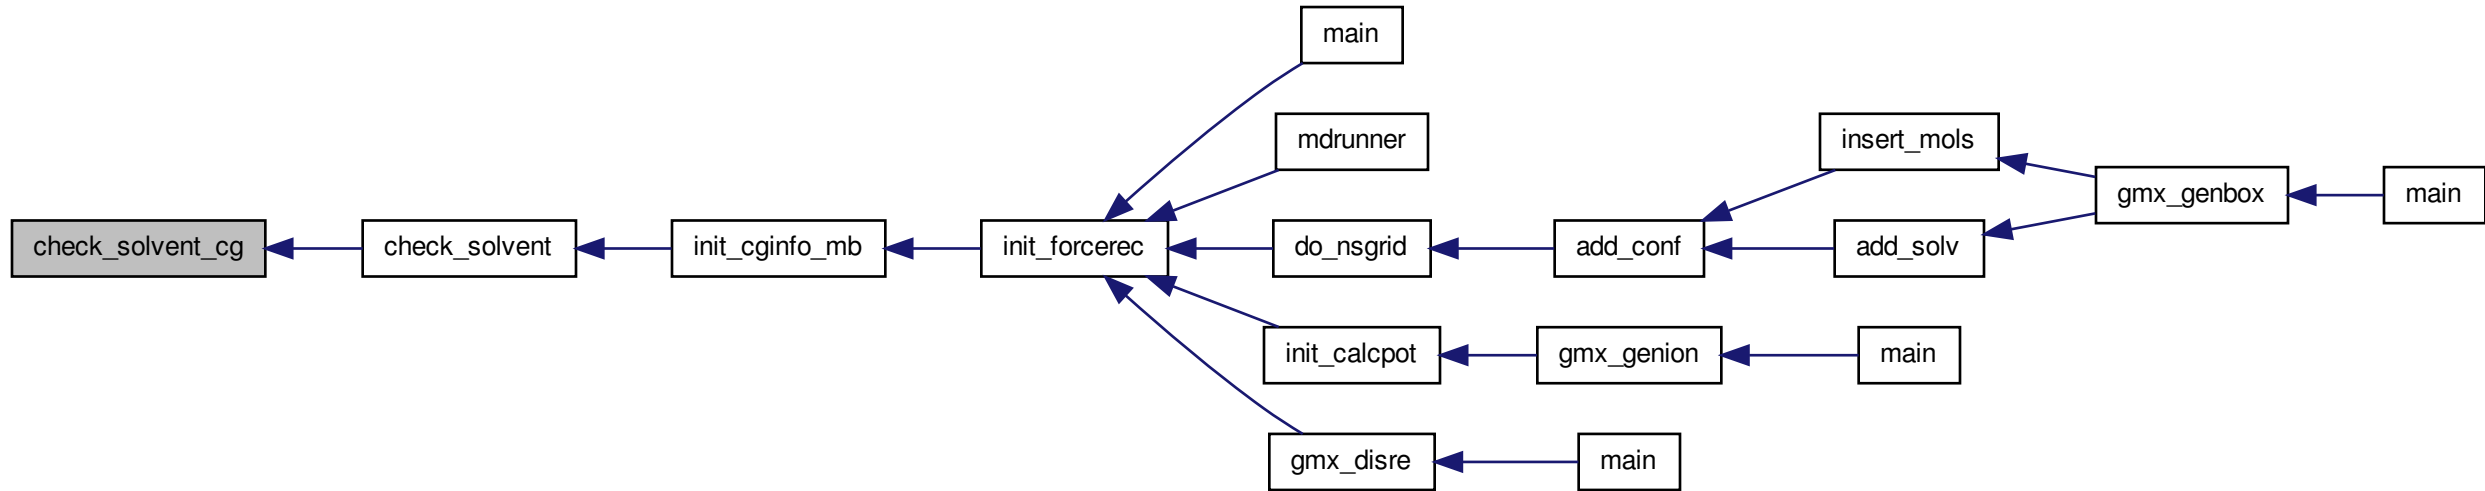 main
mdrunner
insert_mols
gmx_genbox
main
check_solvent_cg
check_solvent
init_cginfo_mb
init_forcerec
do_nsgrid
add_conf
add_solv
init_calcpot
gmx_genion
main
gmx_disre
main